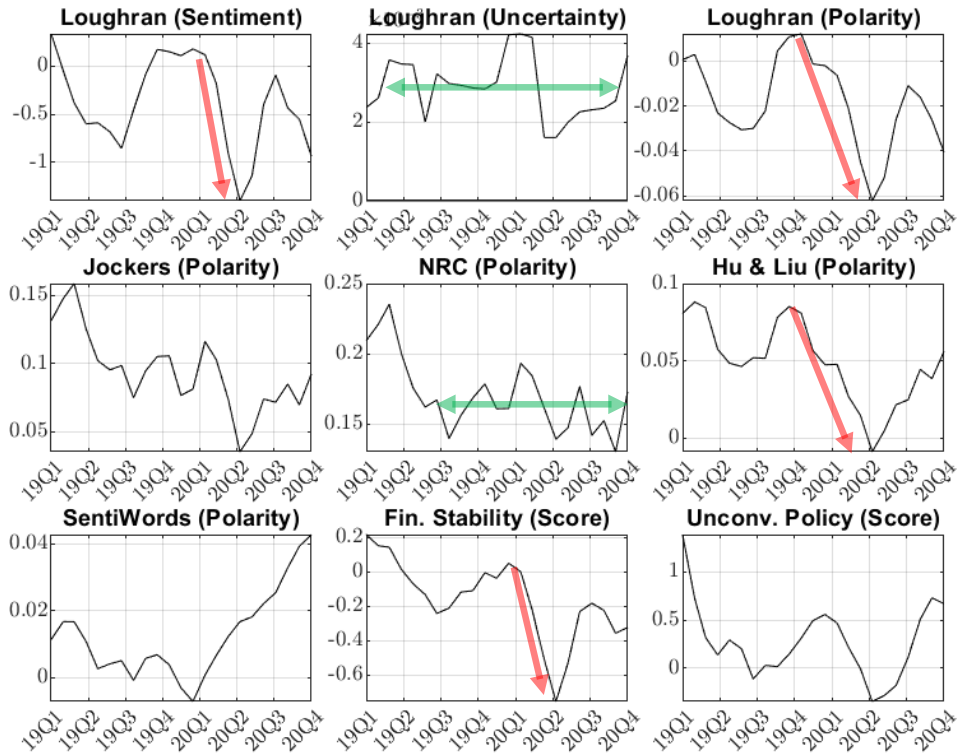 Loughran (Sentiment)
0
-0.5
-1
19Q1 19Q2 19Q3 19Q4 20Q1 20Q2 20Q3 20Q4
Loughran (Uncertainty)
4
2
0
19Q1 19Q2 19Q3 19Q4 20Q1 20Q2 20Q3 20Q4
Loughran (Polarity)
0
-0.02
-0.04
-0.06
19Q1 19Q2 19Q3 19Q4 20Q1 20Q2 20Q3 20Q4
Jockers (Polarity)
0.15
0.1
0.05
19Q1 19Q2 19Q3 19Q4 20Q1 20Q2 20Q3 20Q4
NRC (Polarity)
0.25
0.2
0.15
19Q1 19Q2 19Q3 19Q4 20Q1 20Q2 20Q3 20Q4
Hu & Liu (Polarity)
0.1
0.05
0
19Q1 19Q2 19Q3 19Q4 20Q1 20Q2 20Q3 20Q4
SentiWords (Polarity)
0.04
0.02
0
19Q1 19Q2 19Q3 19Q4 20Q1 20Q2 20Q3 20Q4
Fin. Stability (Score)
0.2
0
-0.2
-0.4
-0.6
19Q1 19Q2 19Q3 19Q4 20Q1 20Q2 20Q3 20Q4
Unconv. Policy (Score)
1
0.5
0
19Q1 19Q2 19Q3 19Q4 20Q1 20Q2 20Q3 20Q4